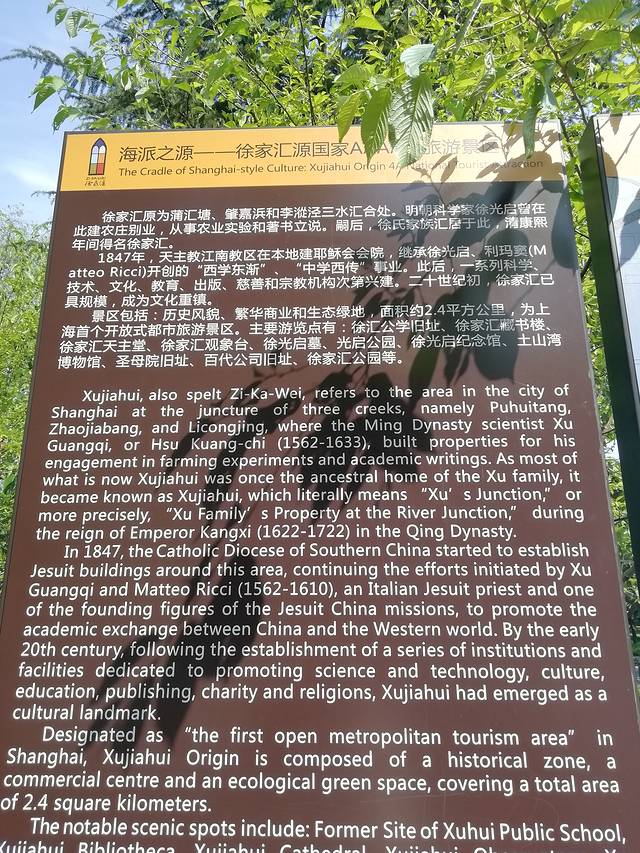 海派之源——徐家汇源国家AAAA级旅游景区
The Cradle of Shanghai-style Culture: Xujiahui Origin 4A National Tourist Attraction
徐家汇原为蒲汇塘、肇嘉浜和李漎泾三水汇合处。明朝科学家徐光启曾在
此建农庄别业，从事农业实验和著书立说。嗣后，徐氏家族汇居于此，清康熙
年间得名徐家汇。
1847年，天主教江南教区在本地建耶稣会会院，继承徐光启、利玛窦(M
atteo Ricci)开创的“西学东渐”、“中学西传”事业。此后，一系列科学、
技术、文化、教育、出版、慈善和宗教机构次第兴建。二十世纪初，徐家汇已
具规模，成为文化重镇。
景区包括：历史风貌、繁华商业和生态绿地，面积约2.4平方公里，为上
海首个开放式都市旅游景区。主要游览点有：徐汇公学旧址、徐家汇藏书楼、
徐家汇天主堂、徐家汇观象台、徐光启墓、光启公园、徐光启纪念馆、土山湾
博物馆、圣母院旧址、百代公司旧址、徐家汇公园等。
Xujiahui, also spelt Zi-Ka-Wei, refers to the area in the city of
Shanghai at the juncture of three creeks, namely Puhuitang,
Zhaojiabang, and Licongjing, where the Ming Dynasty scientist Xu
Guangqi, or Hsu Kuang-chi (1562-1633), built properties for his
engagement in farming experiments and academic writings. As most of
what is now Xujiahui was once the ancestral home of the Xu family, it
became known as Xujiahui, which literally means “Xu’s Junction,” or
more precisely, “Xu Family’s Property at the River Junction,” during
the reign of Emperor Kangxi (1622-1722) in the Qing Dynasty.
In 1847, the Catholic Diocese of Southern China started to establish
Jesuit buildings around this area, continuing the efforts initiated by Xu
Guangqi and Matteo Ricci (1562-1610), an Italian Jesuit priest and one
of the founding figures of the Jesuit China missions, to promote the
academic exchange between China and the Western world. By the early
20th century, following the establishment of a series of institutions and
facilities dedicated to promoting science and technology, culture,
education, publishing, charity and religions, Xujiahui had emerged as a
cultural landmark.
Designated as “the first open metropolitan tourism area” in
Shanghai, Xujiahui Origin is composed of a historical zone, a
commercial centre and an ecological green space, covering a total area
of 2.4 square kilometers.
The notable scenic spots include: Former Site of Xuhui Public School,
Xujiahui Bibliotheca, Xujiahui Cathedral, Xujiahui